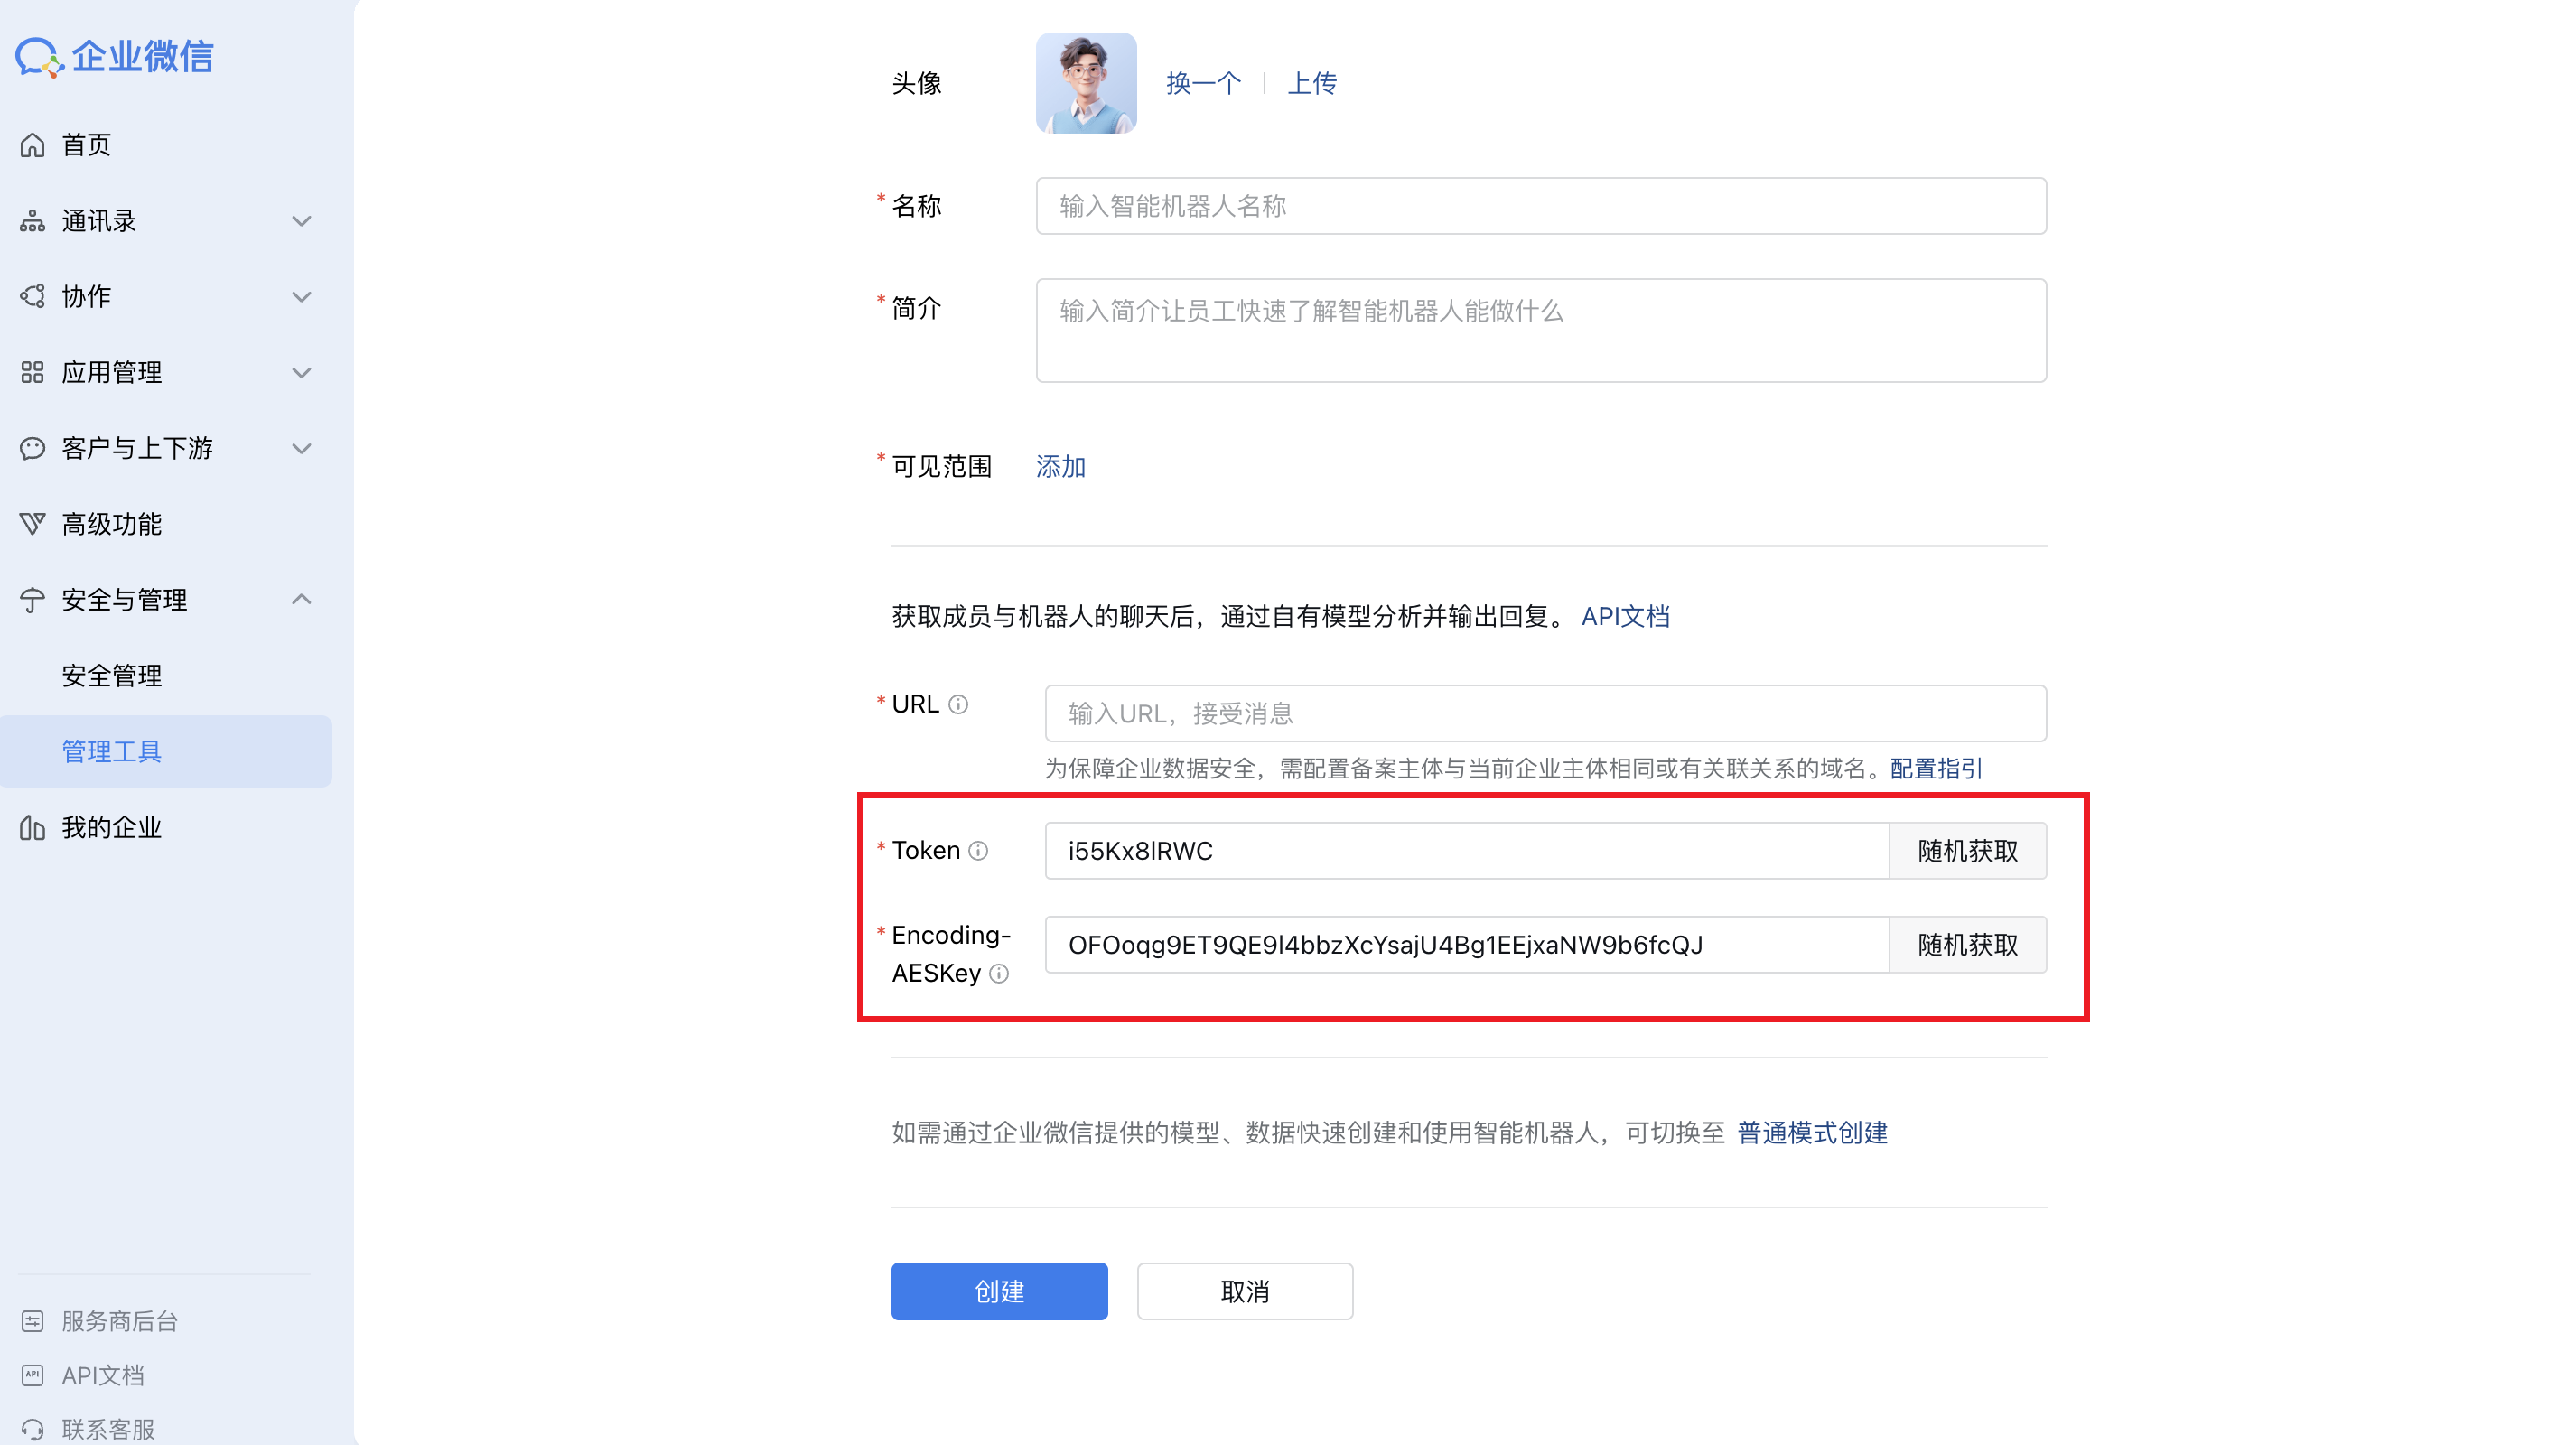 企业微信
首页
通讯录
协作
应用管理
客户与上下游
高级功能
安全与管理
安全管理
管理工具
我的企业
服务商后台
API文档
联系客服
头像
换一个 | 上传
* 名称
输入智能机器人名称
* 简介
输入简介让员工快速了解智能机器人能做什么
* 可见范围 添加
获取成员与机器人的聊天后，通过自有模型分析并输出回复。 API文档
* URL
输入URL，接受消息
为保障企业数据安全，需配置备案主体与当前企业主体相同或有关联关系的域名。配置指引
* Token
i55Kx8lRWC
随机获取
* Encoding-
AESKey
OFOoqg9ET9QE9l4bbzXcYsajU4Bg1EEjxaNW9b6fcQJ
随机获取
如需通过企业微信提供的模型、数据快速创建和使用智能机器人，可切换至 普通模式创建
创建
取消